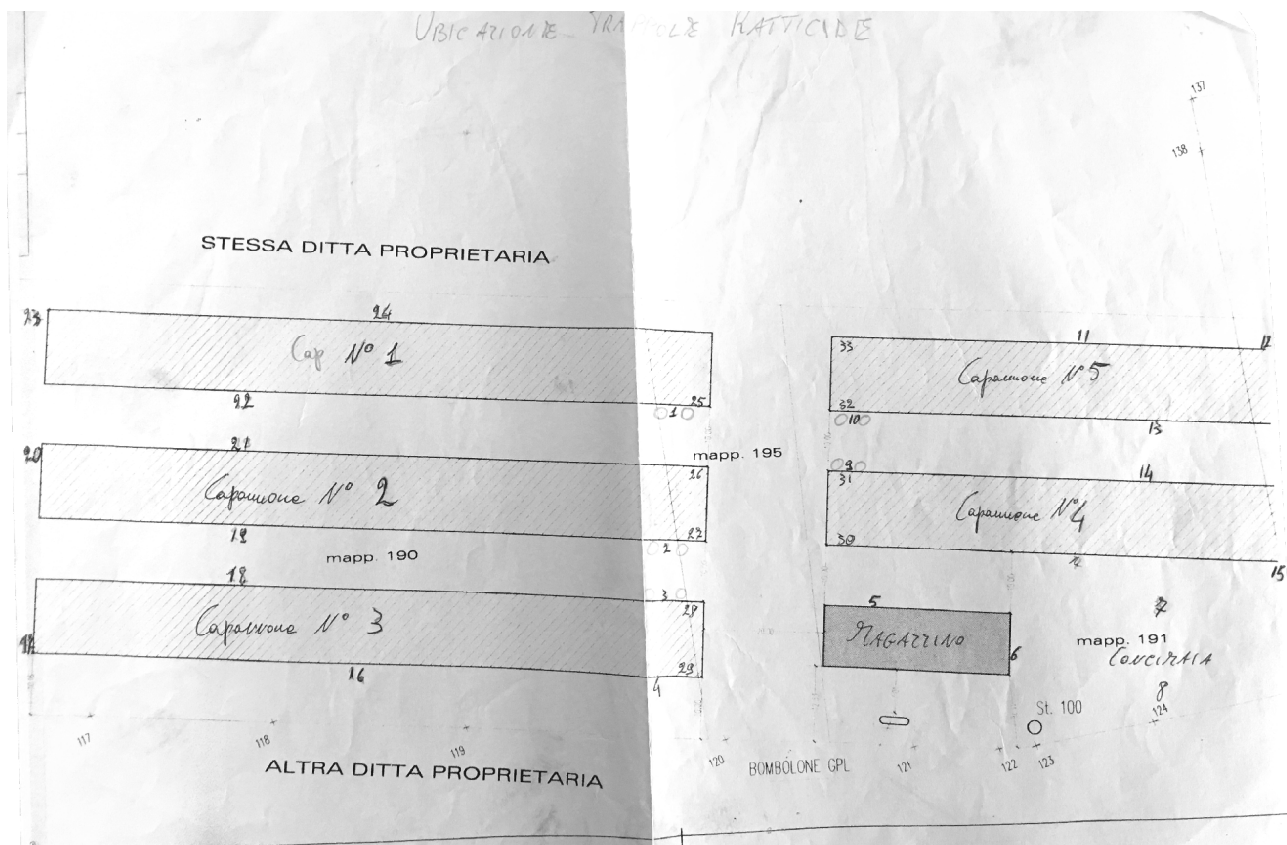 UBICAZIONE TRAPPOLE RATTICIDE
137
138
STESSA DITTA PROPRIETARIA
23
24
11
12
Cap N° 1
33
Capannone N° 5
22
25
1
32
10
13
21
20
mapp. 195
9
26
31
14
Capannone N° 2
Capannone N° 4
19
27
30
mapp. 190
2
15
18
3
28
5
7
Capannone N° 3
MAGAZZINO
mapp. 191
6
CONCIMAIA
16
29
4
8
St. 100
124
117
118
119
120
BOMBOLONE GPL
121
122
123
ALTRA DITTA PROPRIETARIA